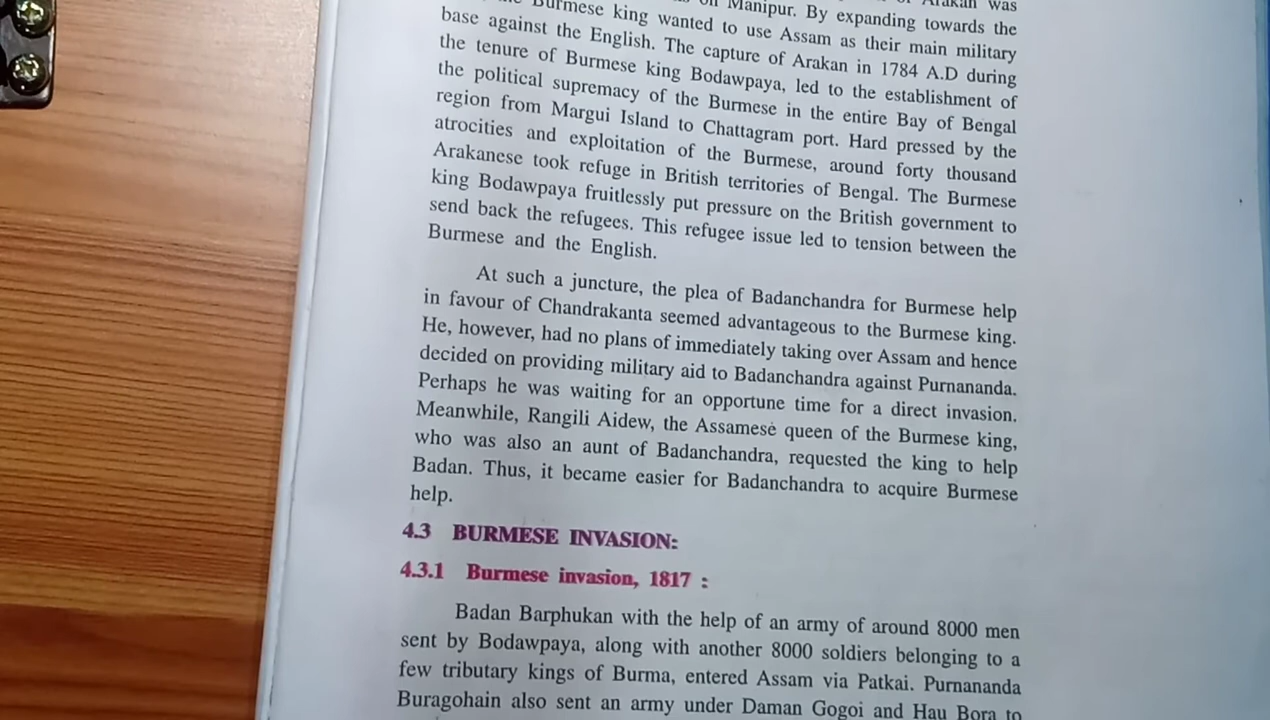 Arakan was
on Manipur. By expanding towards the
Burmese king wanted to use Assam as their main military
base against the English. The capture of Arakan in 1784 A.D during
the tenure of Burmese king Bodawpaya, led to the establishment of
the political supremacy of the Burmese in the entire Bay of Bengal
region from Margui Island to Chattagram port. Hard pressed by the
atrocities and exploitation of the Burmese, around forty thousand
Arakanese took refuge in British territories of Bengal. The Burmese
king Bodawpaya fruitlessly put pressure on the British government to
send back the refugees. This refugee issue led to tension between the
Burmese and the English.
At such a juncture, the plea of Badanchandra for Burmese help
in favour of Chandrakanta seemed advantageous to the Burmese king.
He, however, had no plans of immediately taking over Assam and hence
decided on providing military aid to Badanchandra against Purnananda.
Perhaps he was waiting for an opportune time for a direct invasion.
Meanwhile, Rangili Aidew, the Assamese queen of the Burmese king,
who was also an aunt of Badanchandra, requested the king to help
Badan. Thus, it became easier for Badanchandra to acquire Burmese
help.
4.3 BURMESE INVASION:
4.3.1 Burmese invasion, 1817 :
Badan Barphukan with the help of an army of around 8000 men
sent by Bodawpaya, along with another 8000 soldiers belonging to a
few tributary kings of Burma, entered Assam via Patkai. Purnananda
Buragohain also sent an army under Daman Gogoi and Hau Bora to